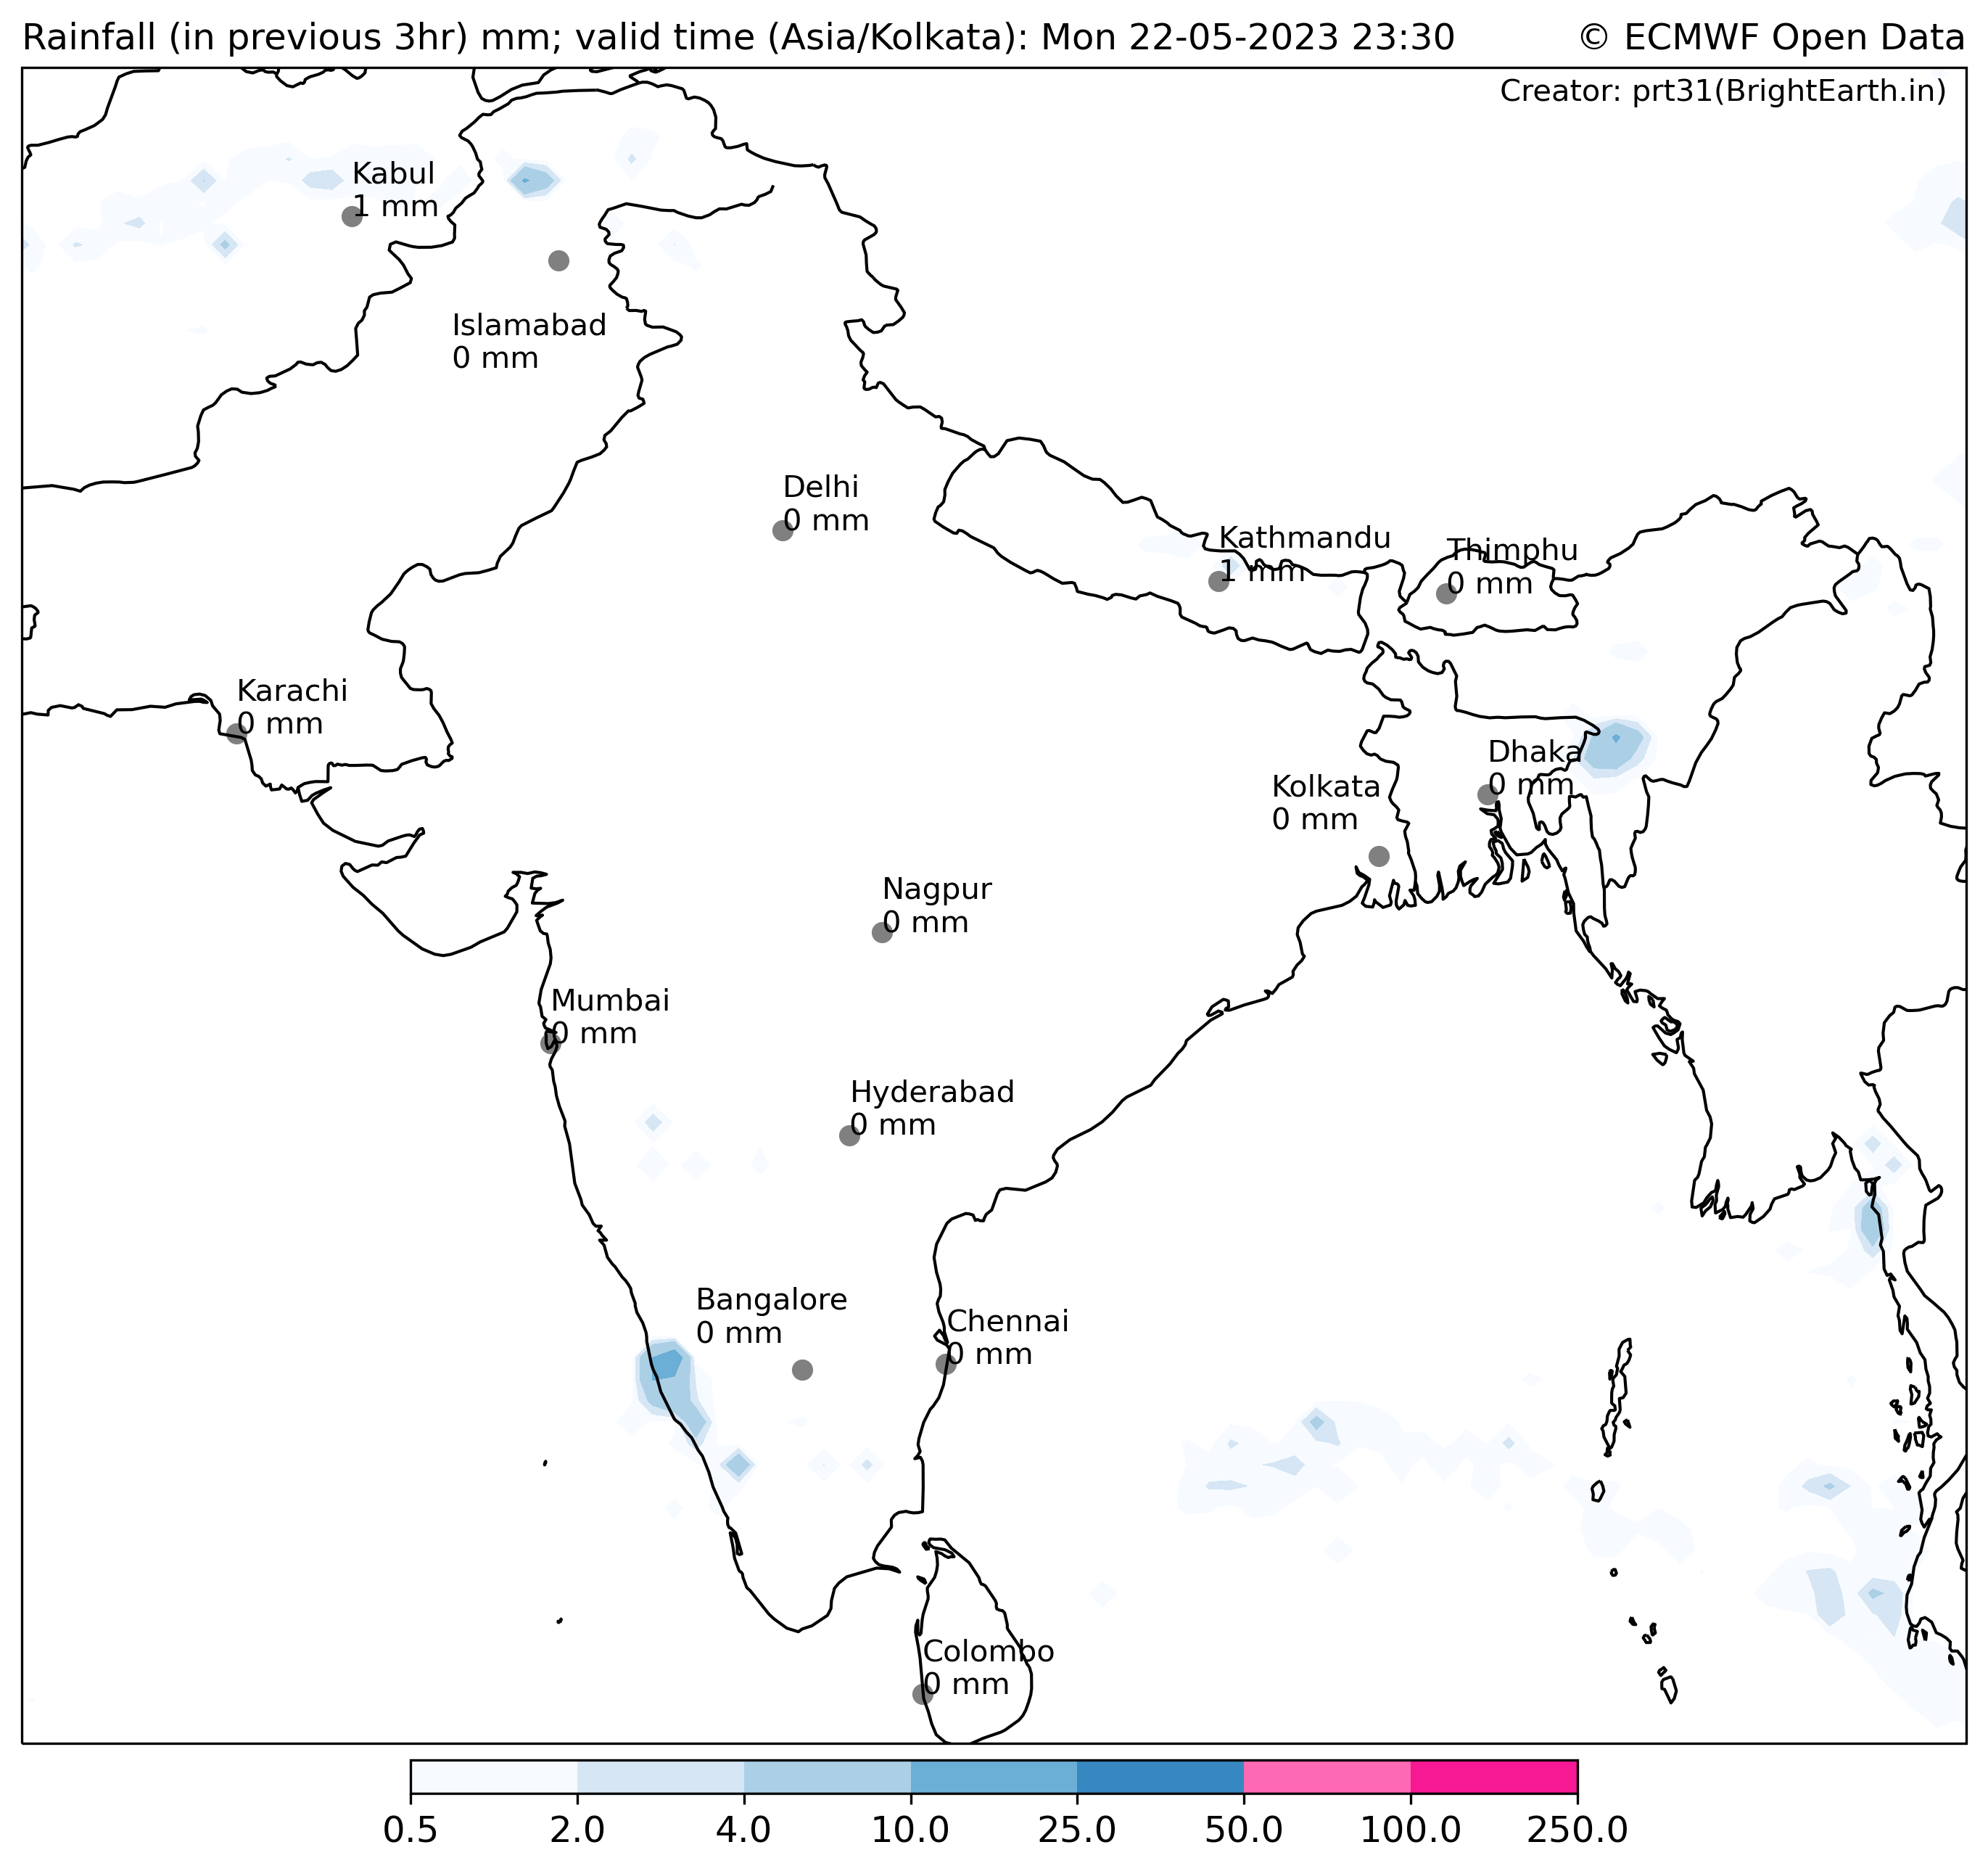 Rainfall (in previous 3hr) mm; valid time (Asia/Kolkata): Mon 22-05-2023 23:30
© ECMWF Open Data
Creator: prt31(BrightEarth.in)
Kabul
1 mm
Islamabad
0 mm
Delhi
0 mm
Kathmandu
1 mm
Thimphu
0 mm
Karachi
0 mm
Dhaka
0 mm
Kolkata
0 mm
Nagpur
0 mm
Mumbai
0 mm
Hyderabad
0 mm
Bangalore
0 mm
Chennai
0 mm
Colombo
0 mm
0.5 2.0 4.0 10.0 25.0 50.0 100.0 250.0